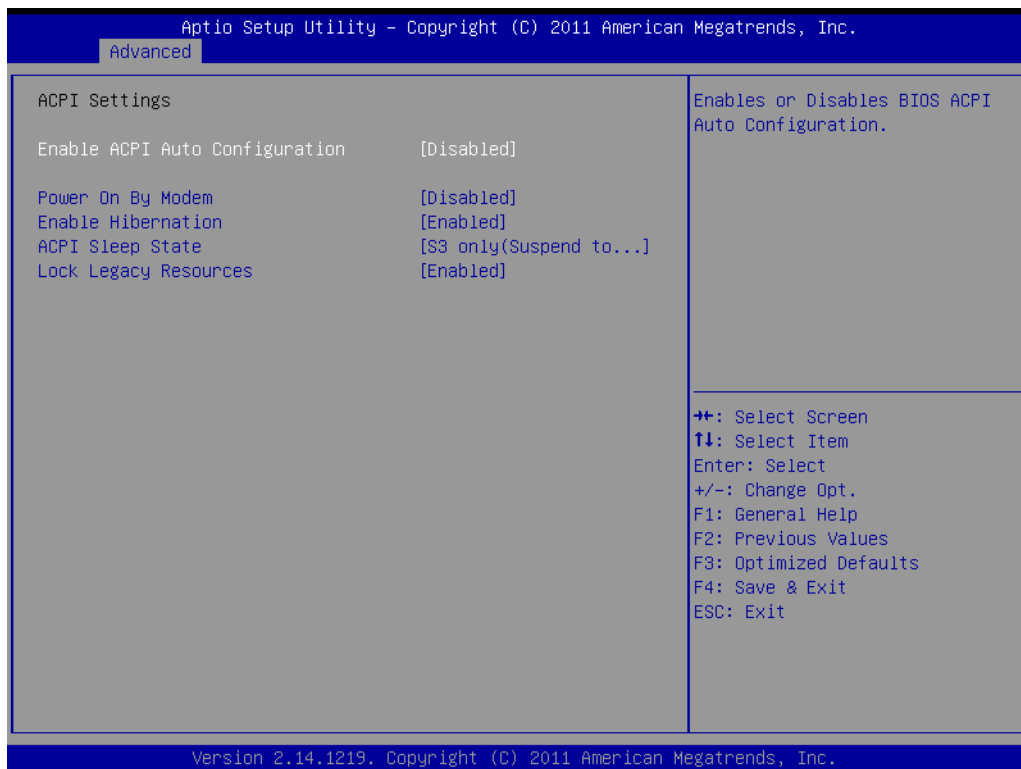 Aptio Setup Utility – Copyright (C) 2011 American Megatrends, Inc.
Advanced
ACPI Settings
Enable ACPI Auto Configuration [Disabled]
Power On By Modem [Disabled]
Enable Hibernation [Enabled]
ACPI Sleep State [S3 only(Suspend to...]
Lock Legacy Resources [Enabled]
Enables or Disables BIOS ACPI
Auto Configuration.
→←: Select Screen
↑↓: Select Item
Enter: Select
+/-: Change Opt.
F1: General Help
F2: Previous Values
F3: Optimized Defaults
F4: Save & Exit
ESC: Exit
Version 2.14.1219. Copyright (C) 2011 American Megatrends, Inc.